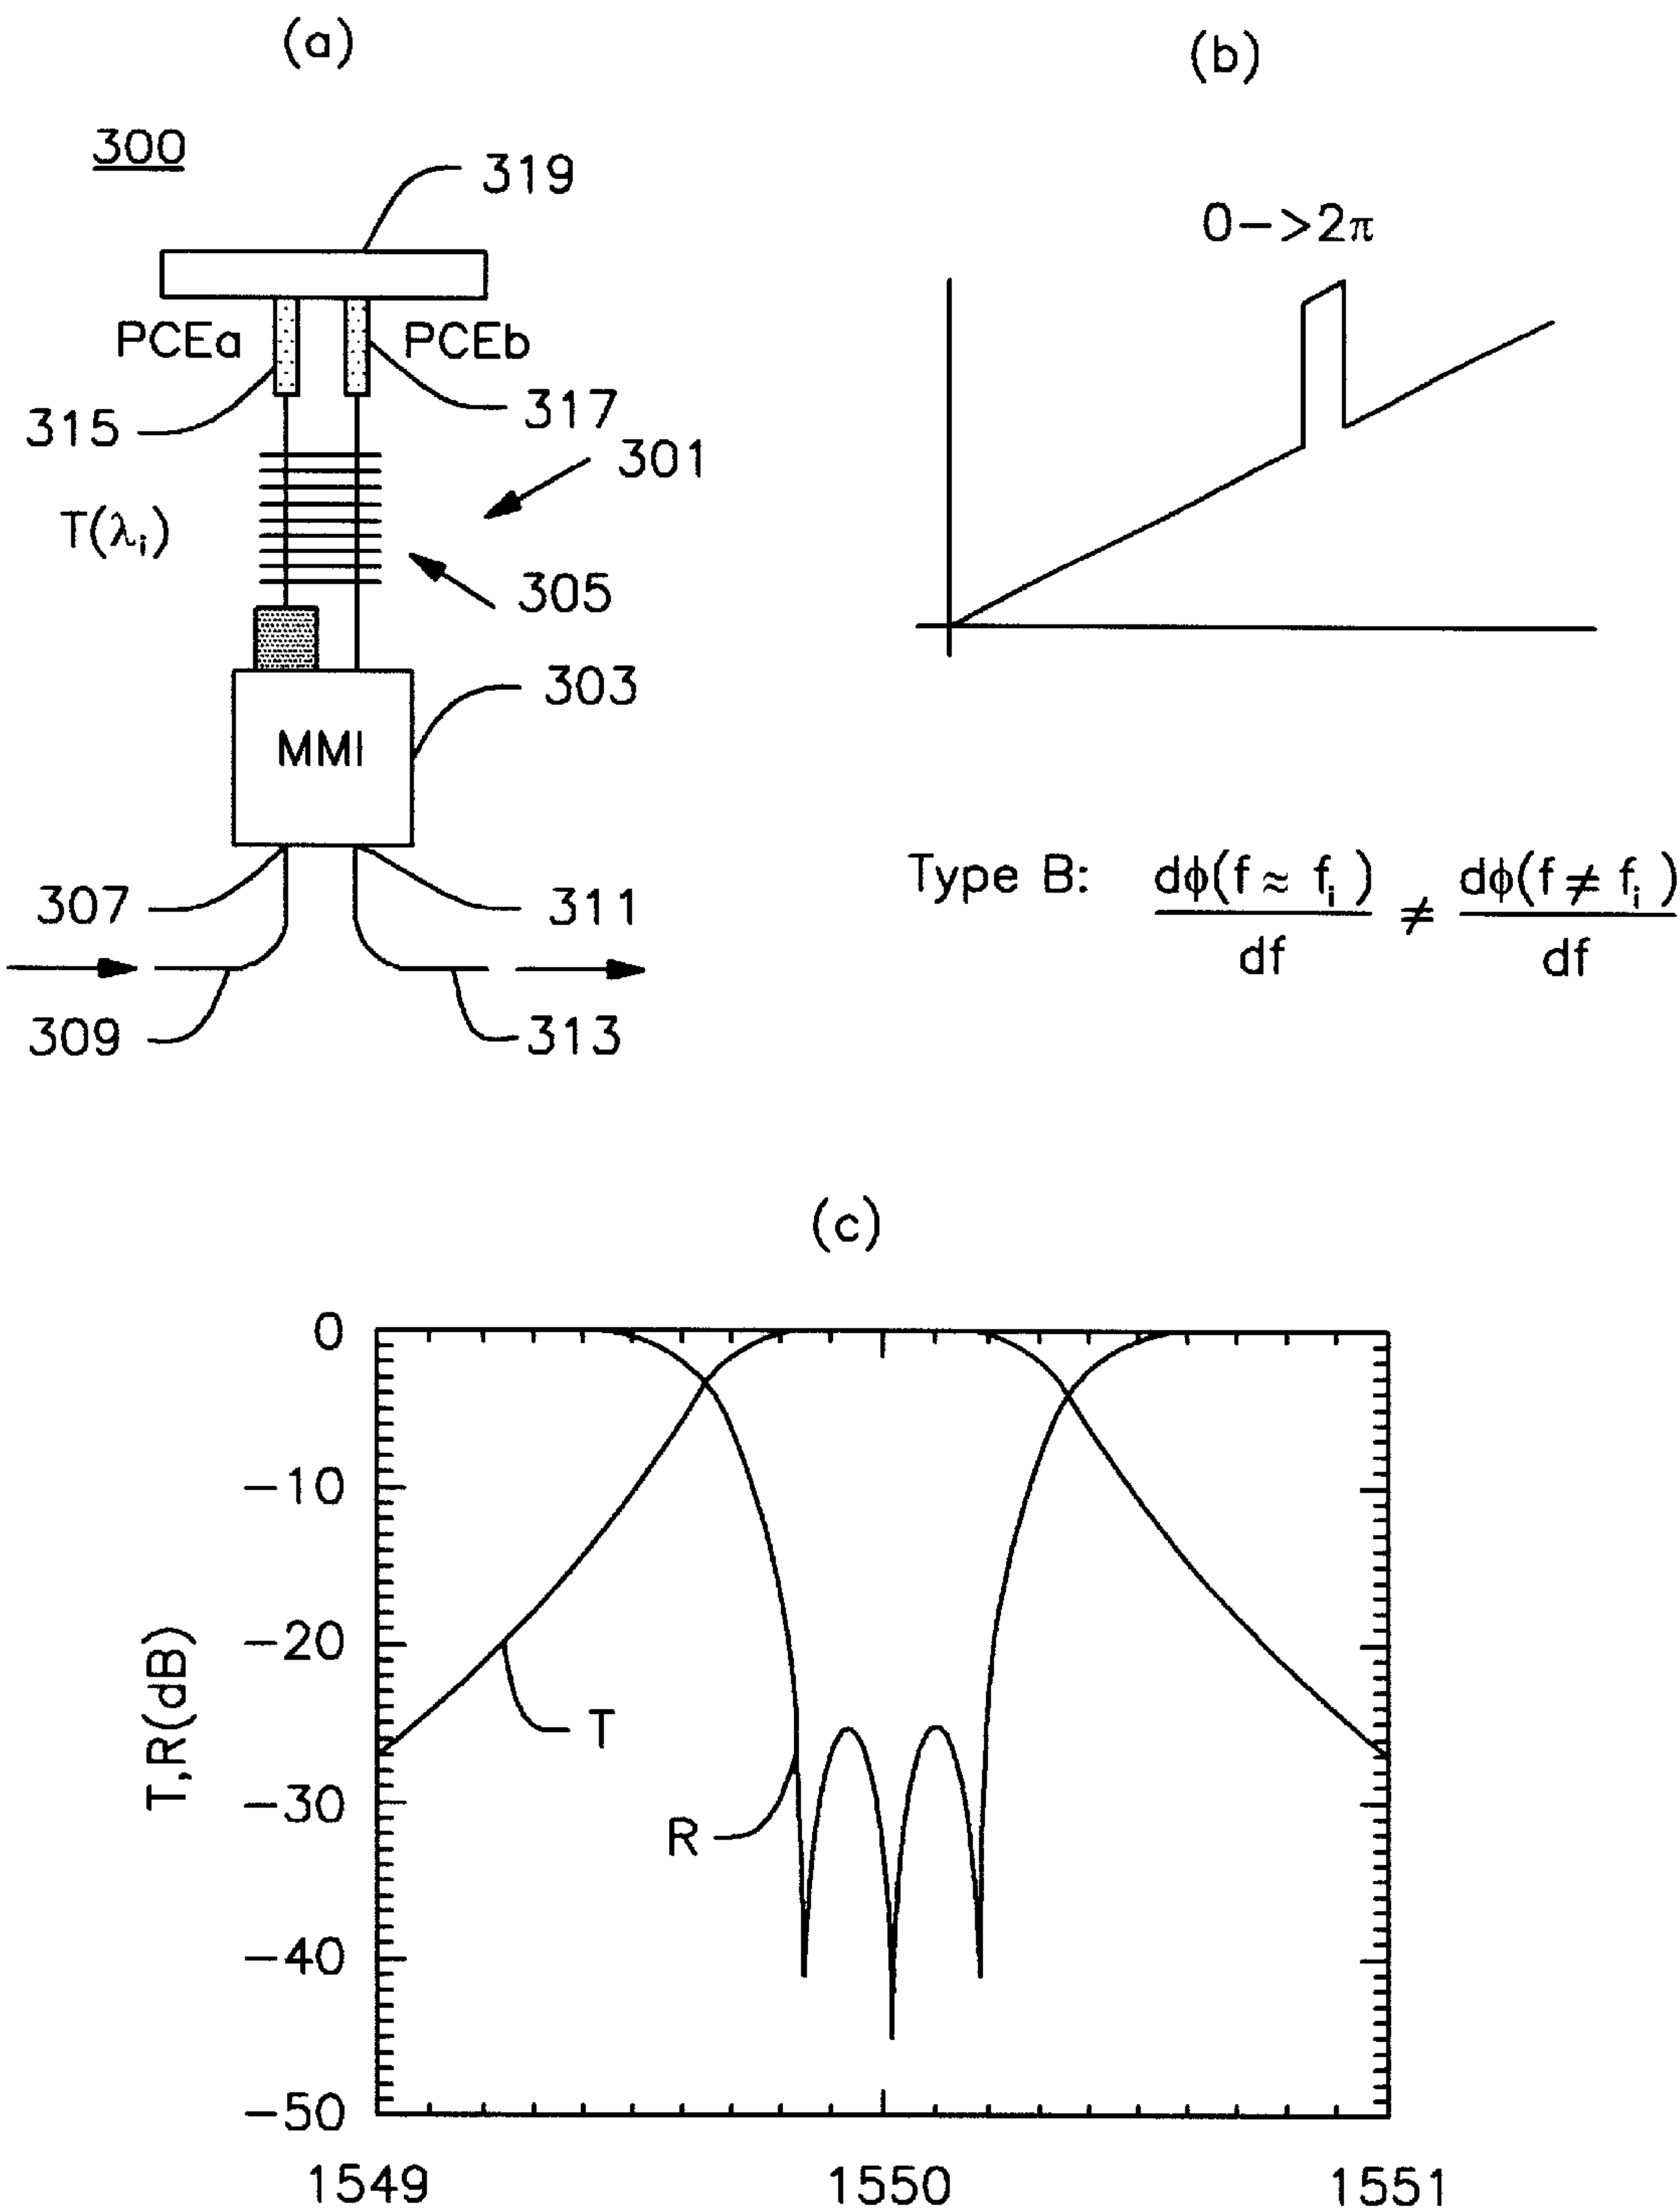 (a)
300
319
PCEa
PCEb
315
317
301
T(λi)
305
303
MMI
307
311
309
313
(b)
0->2π
Type B: dϕ(f ≈ fi)/df ≠ dϕ(f ≠ fi)/df
(c)
T,R(dB)
0
-10
-20
-30
-40
-50
T
R
1549 1550 1551